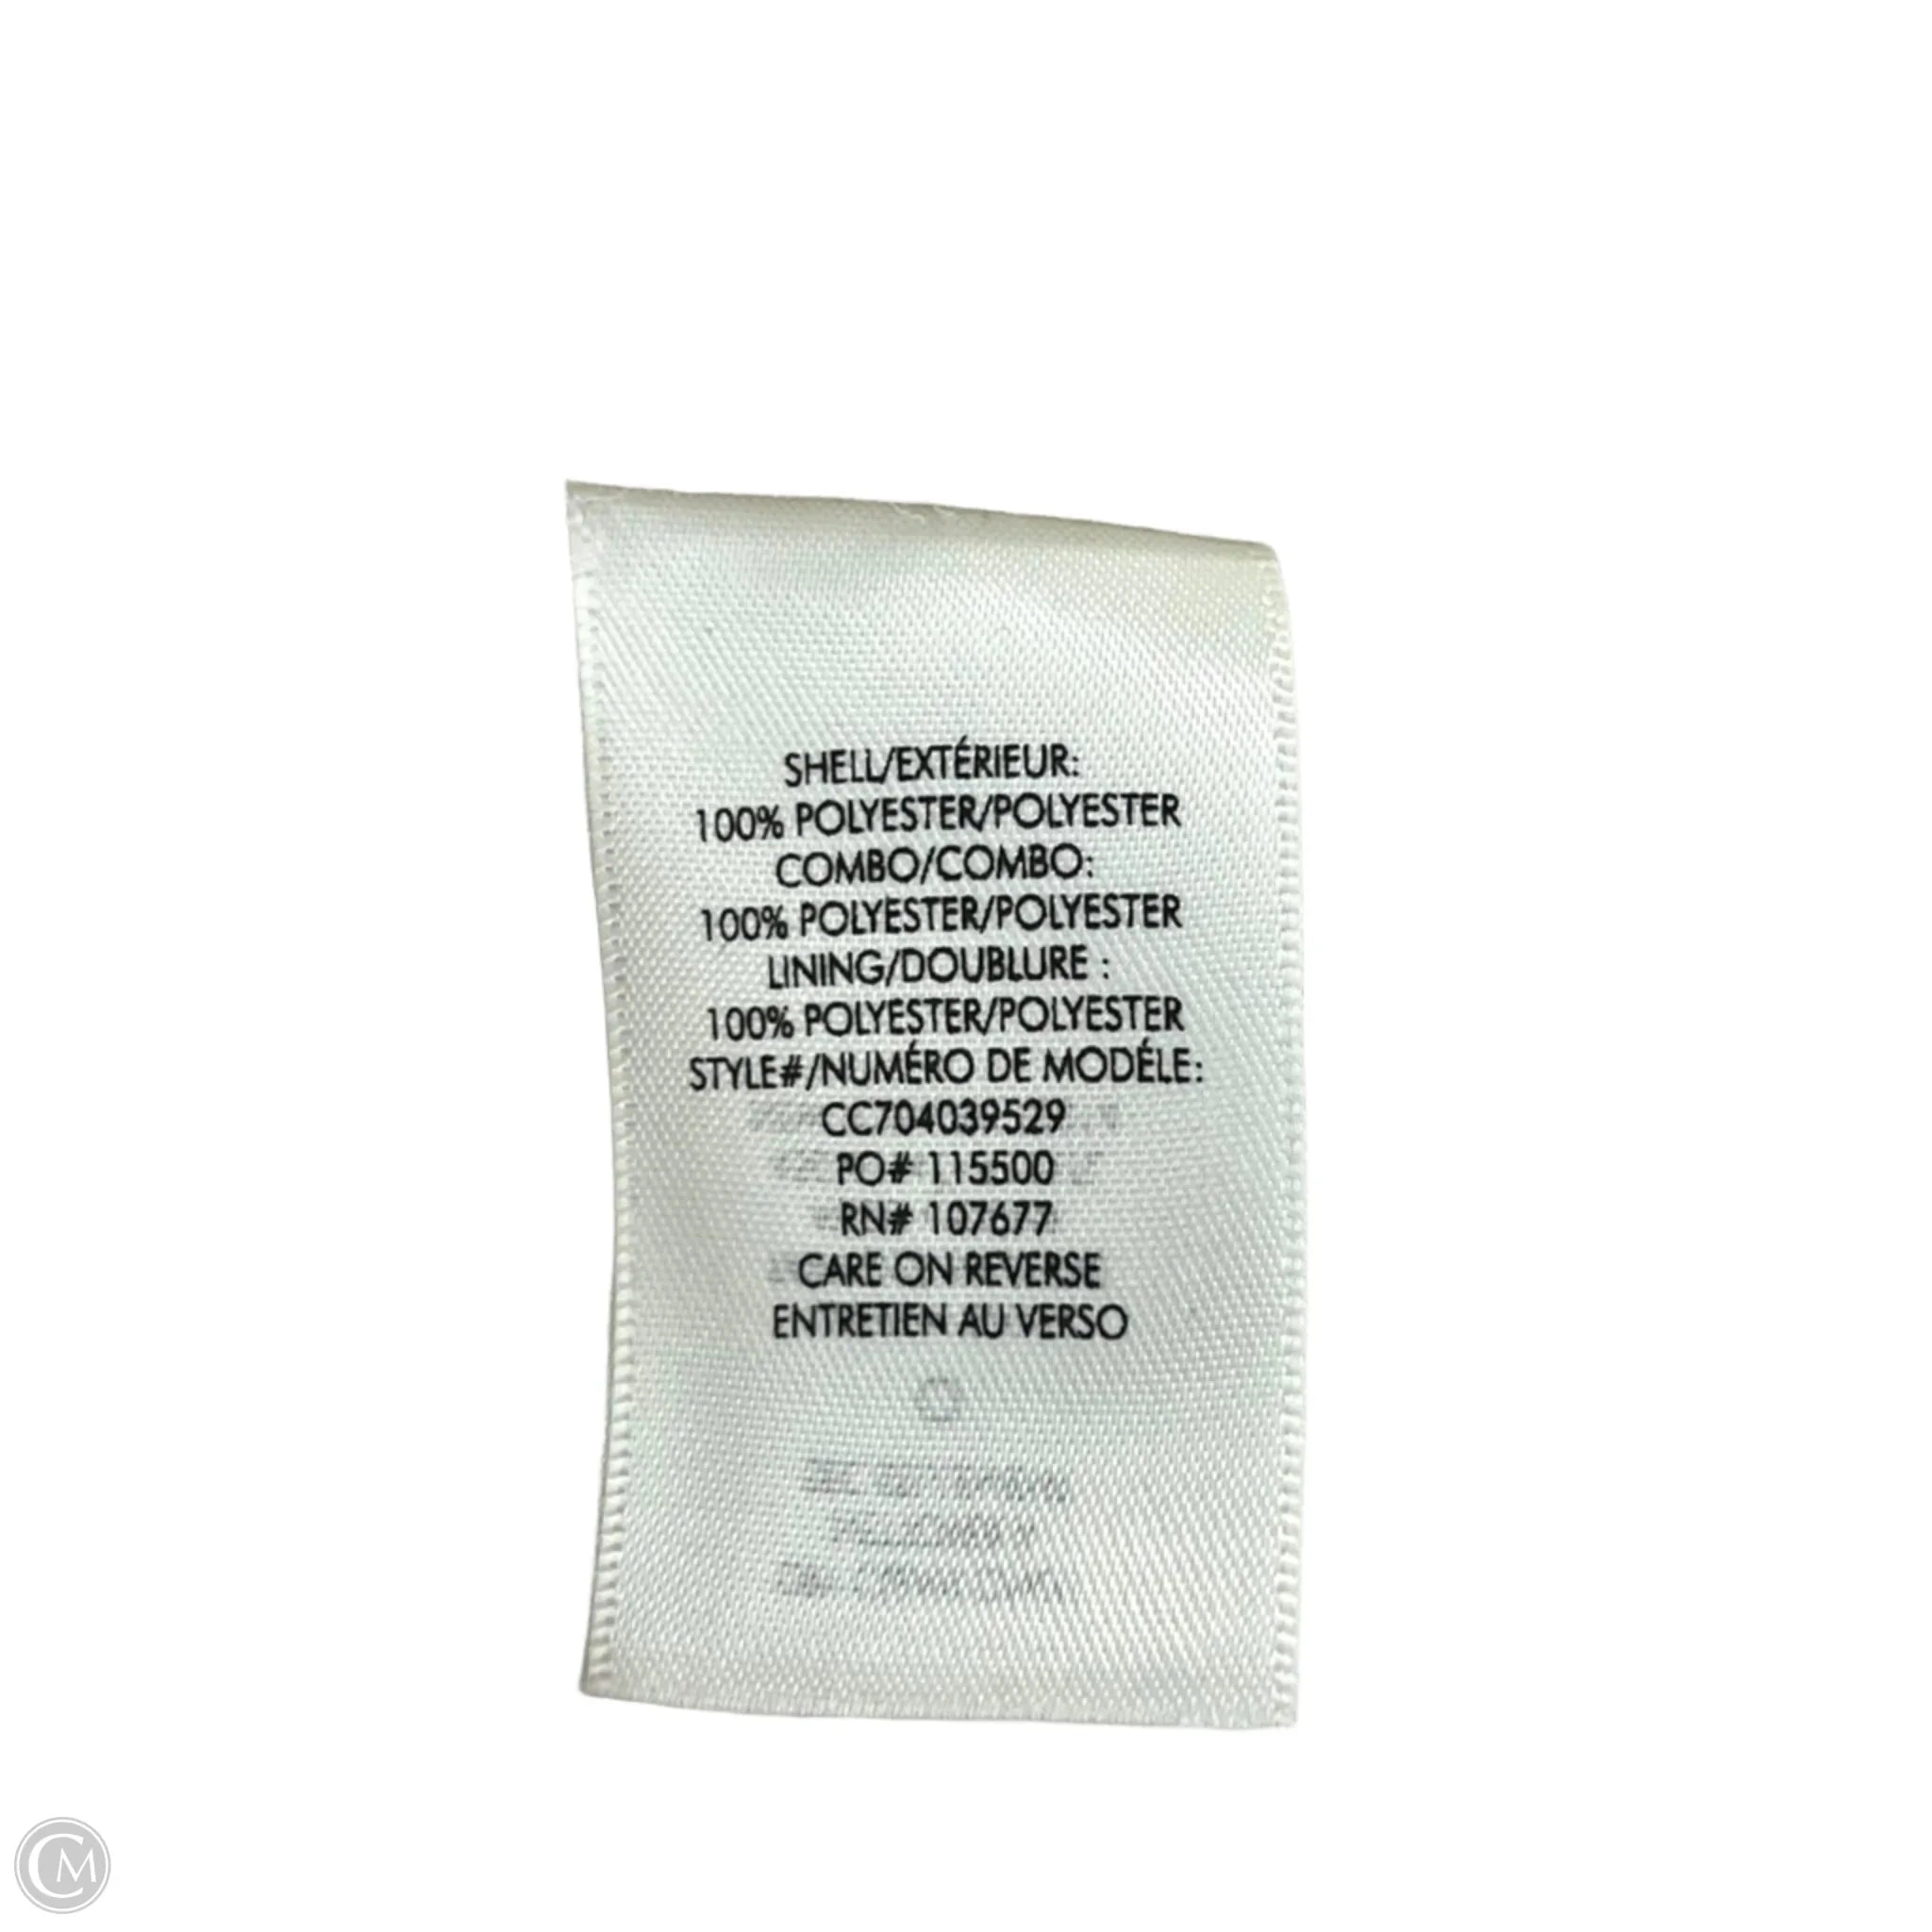 SHELL/EXTÉRIEUR:
100% POLYESTER/POLYESTER
COMBO/COMBO:
100% POLYESTER/POLYESTER
LINING/DOUBLURE :
100% POLYESTER/POLYESTER
STYLE#/NUMÉRO DE MODÉLE:
CC704039529
PO# 115500
RN# 107677
CARE ON REVERSE
ENTRETIEN AU VERSO
CM